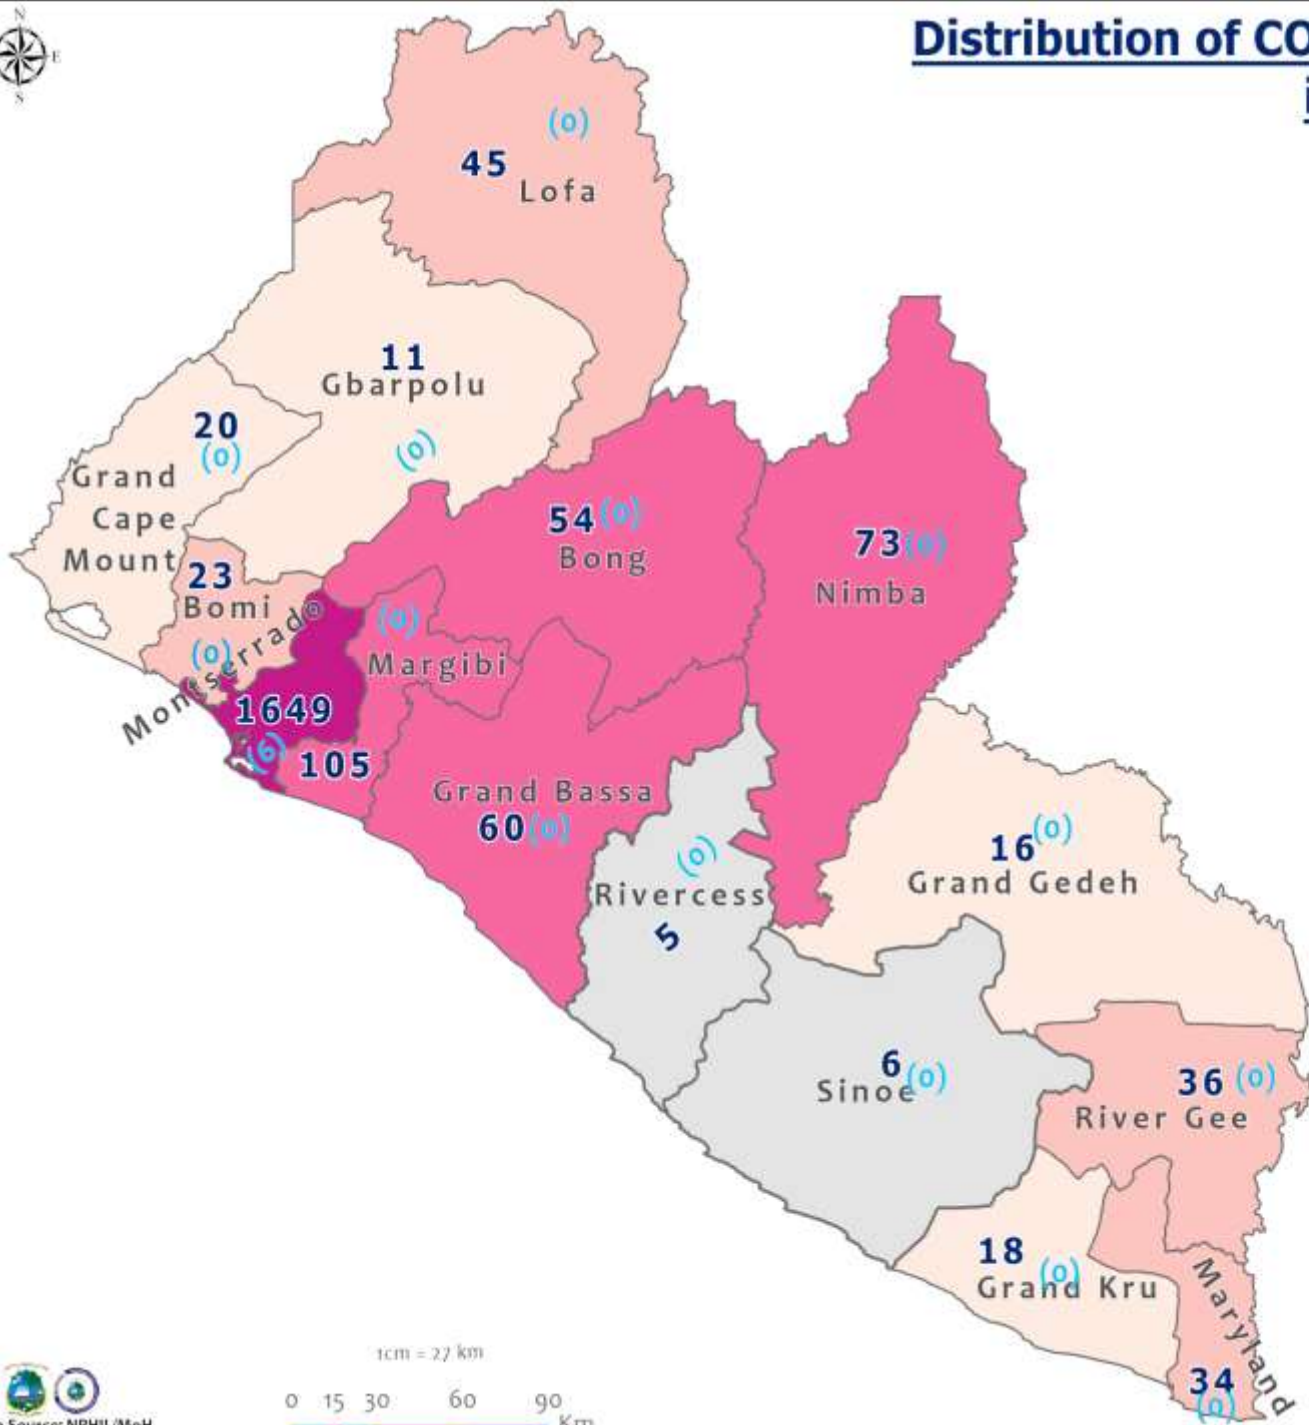 N
E
S
Distribution of CO
i
(0)
45
Lofa
11
Gbarpolu
(0)
20
(0)
Grand
Cape
Mount
54 (0)
Bong
73 (0)
Nimba
23
Bomi
(0)
Montserrado
1649
(6)
(0)
Margibi
105
Grand Bassa
60 (0)
(0)
Rivercess
5
16 (0)
Grand Gedeh
6 (0)
Sinoe
36 (0)
River Gee
18
(0)
Grand Kru
Maryland
34
(0)
1cm = 27 km
0 15 30 60 90
Km
Source: NPHIL/MoH